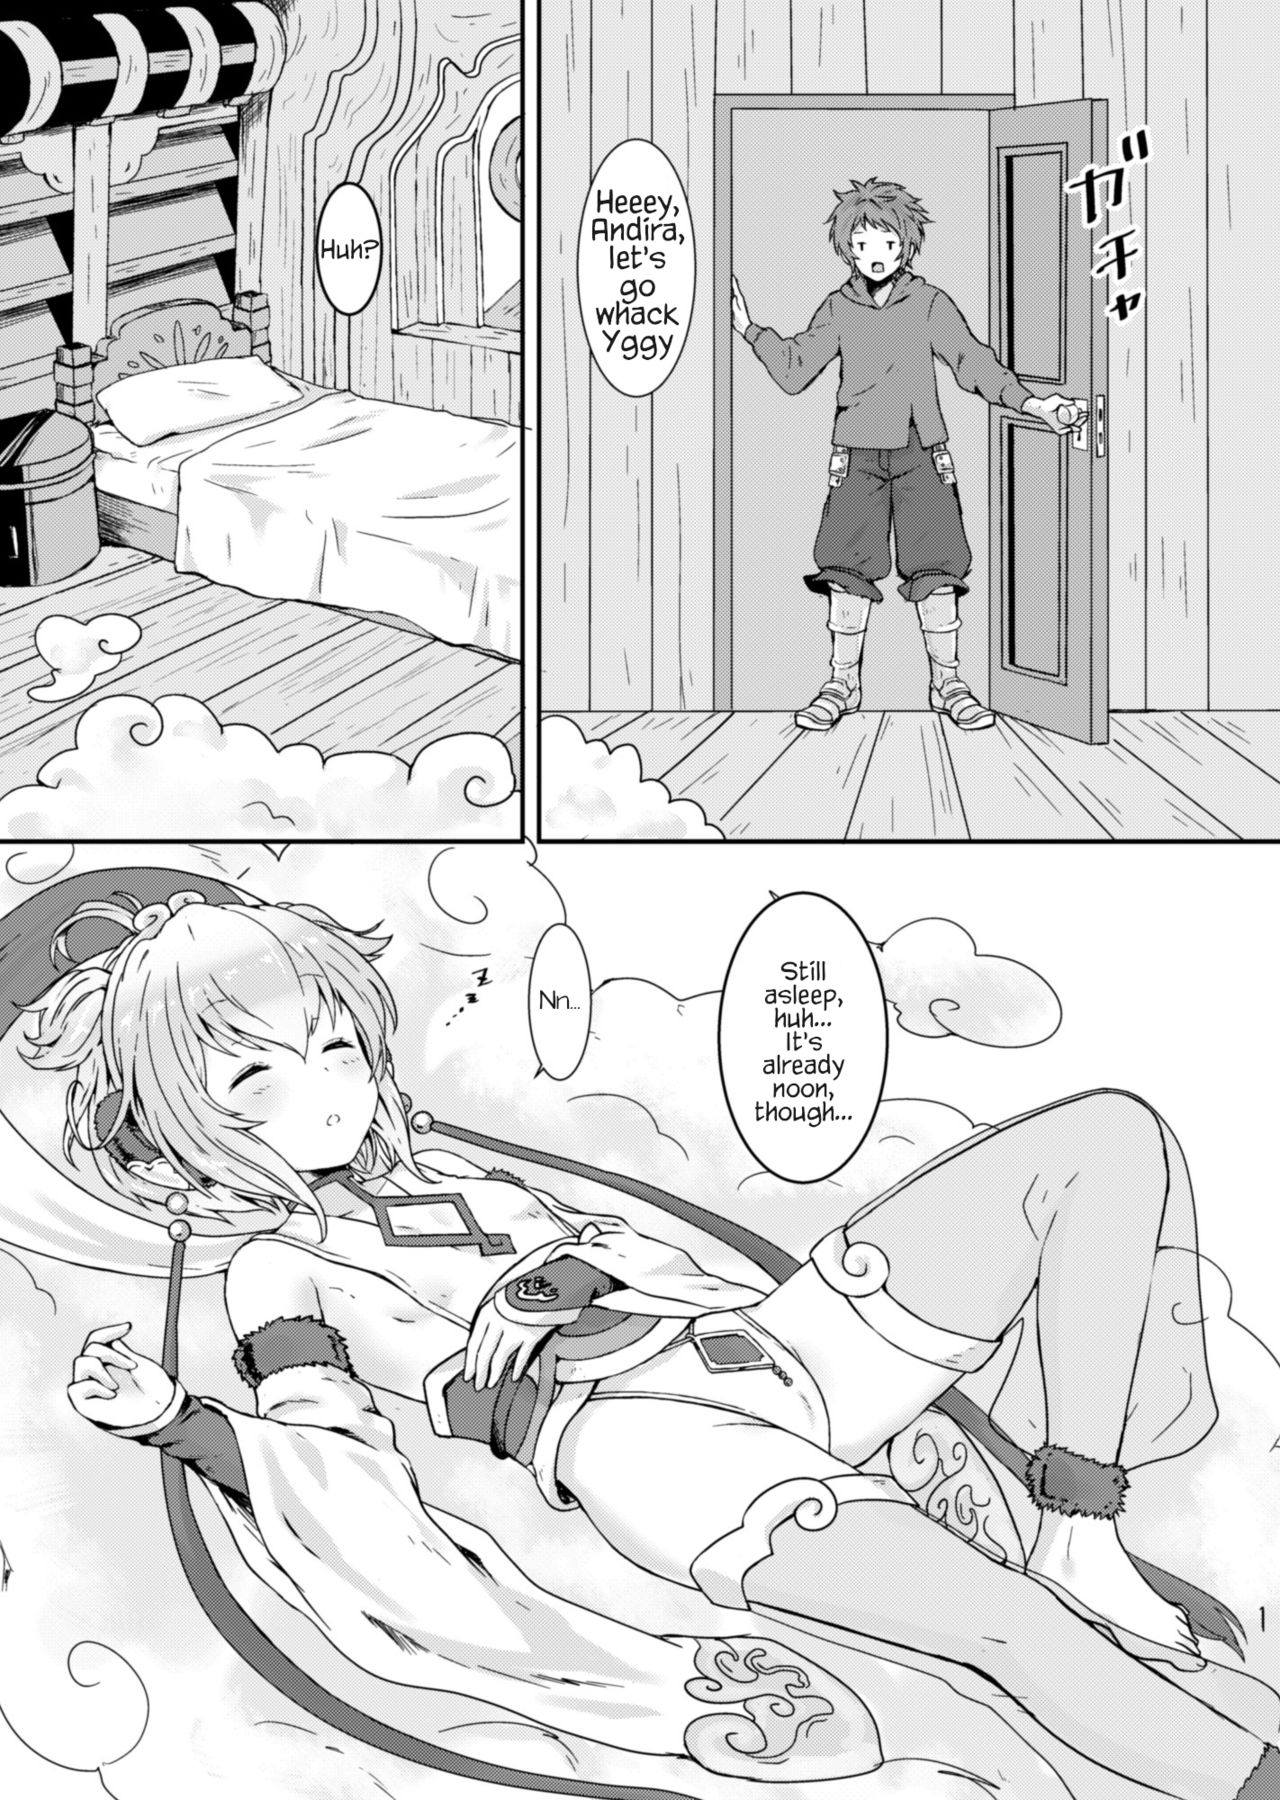 Heeey,
Andira,
let's
go
whack
Yggy
ガチャ
Huh?
Still
asleep,
huh...
It's
already
noon,
though...
Nn...
z z z
1